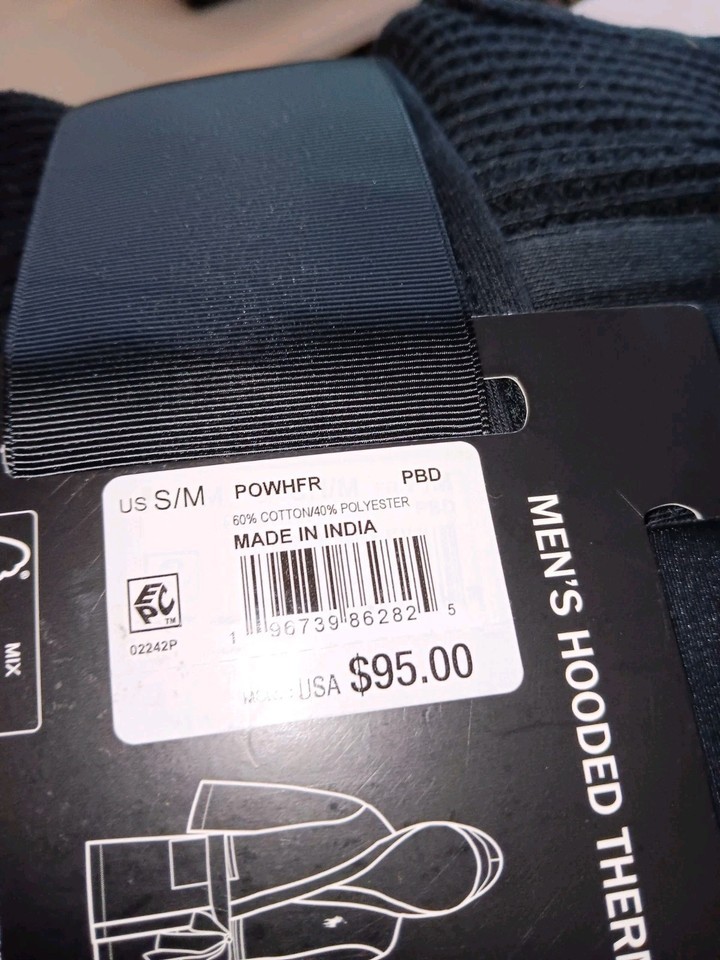 US S/M POWHFR PBD
60% COTTON/40% POLYESTER
MADE IN INDIA
EPC TM
02242P
1 96739 86282 5
USA $95.00
MEN'S HOODED
MIX
®